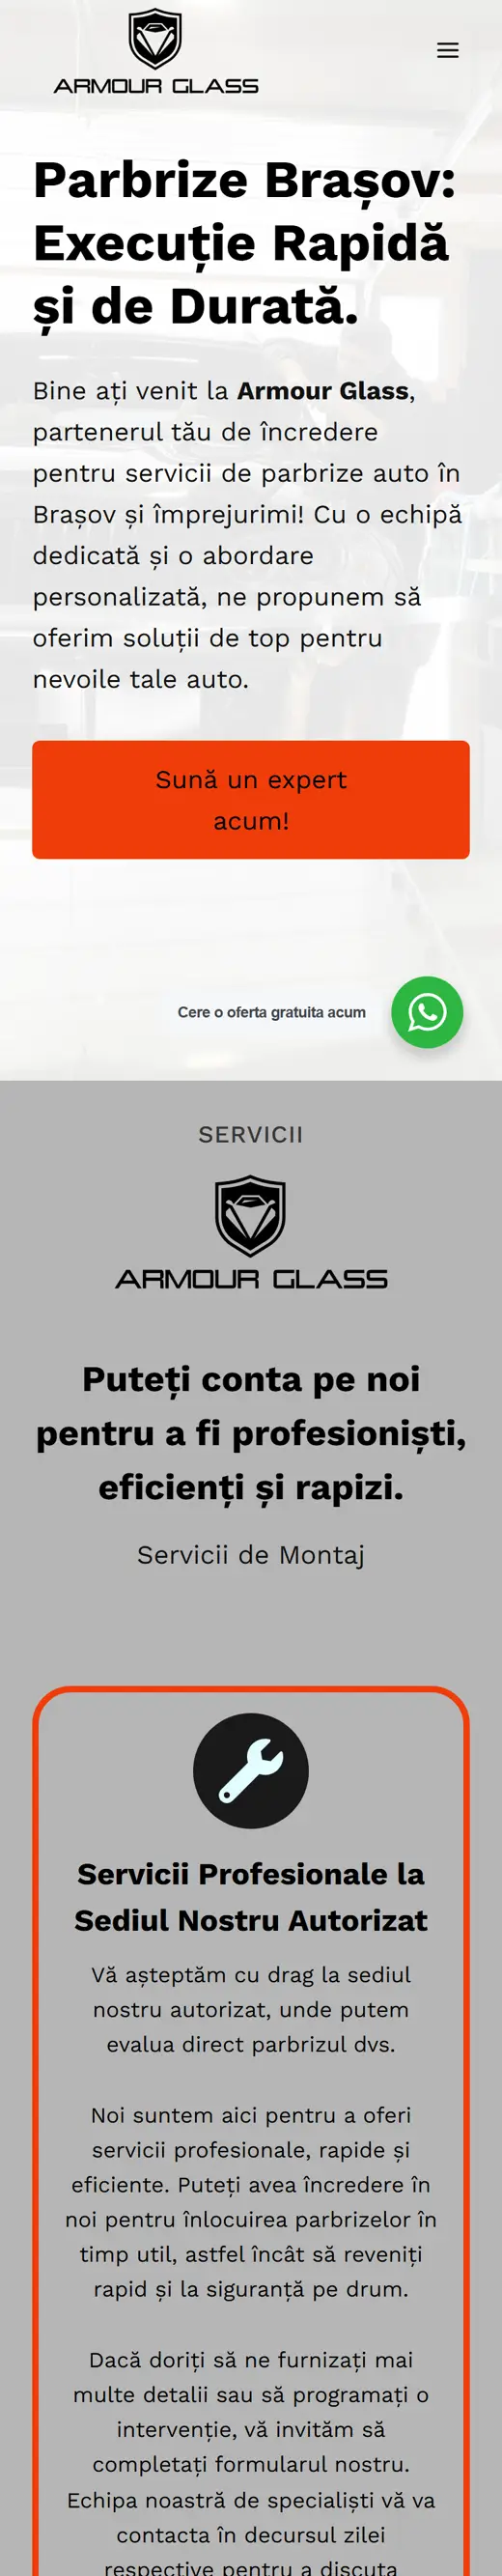 ARMOUR GLASS
Parbrize Brașov:
Execuție Rapidă
și de Durată.
Bine ați venit la Armour Glass,
partenerul tău de încredere
pentru servicii de parbrize auto în
Brașov și împrejurimi! Cu o echipă
dedicată și o abordare
personalizată, ne propunem să
oferim soluții de top pentru
nevoile tale auto.
Sună un expert
acum!
Cere o oferta gratuita acum
SERVICII
ARMOUR GLASS
Puteți conta pe noi
pentru a fi profesioniști,
eficienți și rapizi.
Servicii de Montaj
Servicii Profesionale la
Sediul Nostru Autorizat
Vă așteptăm cu drag la sediul
nostru autorizat, unde putem
evalua direct parbrizul dvs.
Noi suntem aici pentru a oferi
servicii profesionale, rapide și
eficiente. Puteți avea încredere în
noi pentru înlocuirea parbrizelor în
timp util, astfel încât să reveniți
rapid și la siguranță pe drum.
Dacă doriți să ne furnizați mai
multe detalii sau să programați o
intervenție, vă invităm să
completați formularul nostru.
Echipa noastră de specialiști vă va
contacta în decursul zilei
respective pentru a discuta